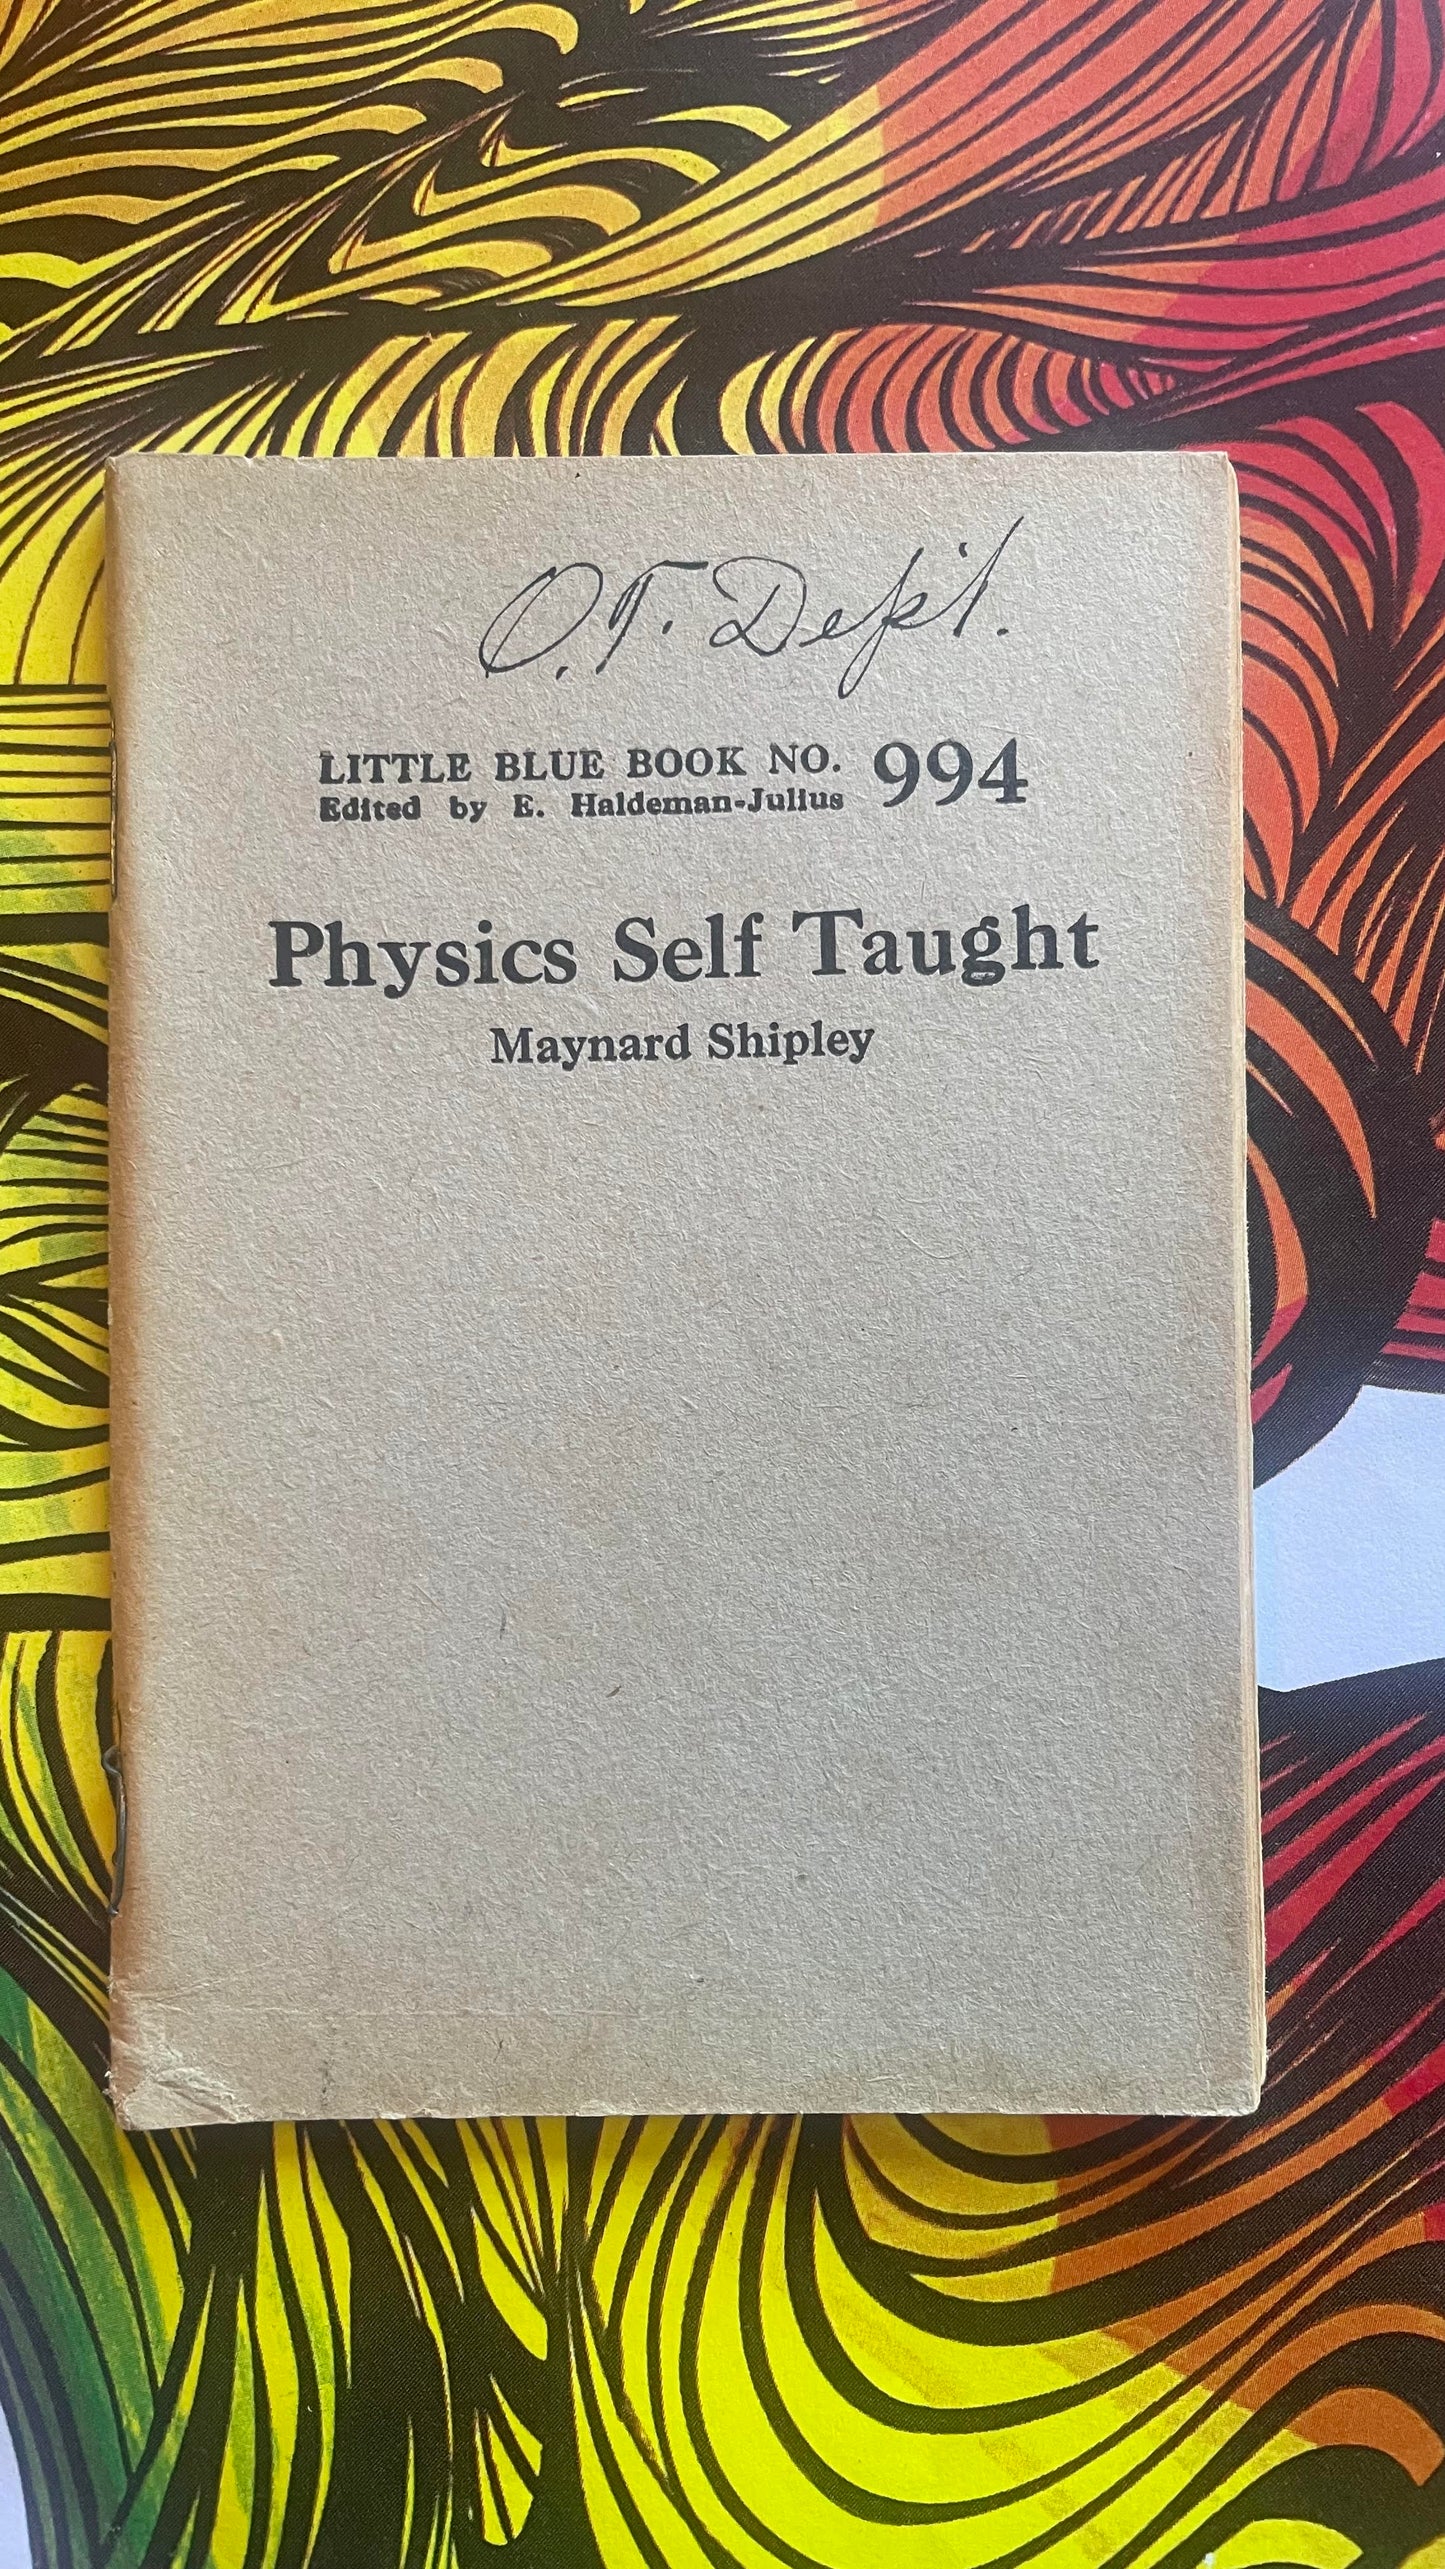 O.T. Dep't.
LITTLE BLUE BOOK NO. 994
Edited by E. Haldeman-Julius
Physics Self Taught
Maynard Shipley